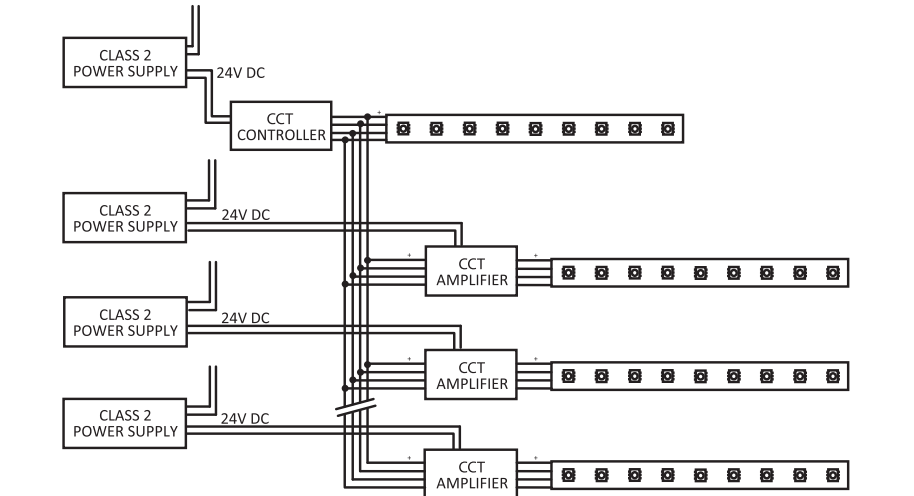 CLASS 2
POWER SUPPLY
24V DC
CCT
CONTROLLER
+
CLASS 2
POWER SUPPLY
24V DC
CCT
AMPLIFIER
+
+
CLASS 2
POWER SUPPLY
24V DC
CCT
AMPLIFIER
+
+
CLASS 2
POWER SUPPLY
24V DC
CCT
AMPLIFIER
+
+